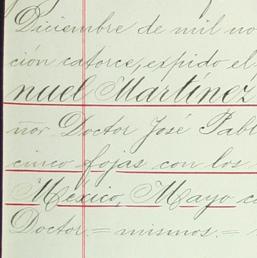 Diciembre de mil no
ción catorce, expido el
nuel Martínez
ñor Doctor José Pabl
cinco fojas con los
México, Mayo c
Doctor = mismos. =